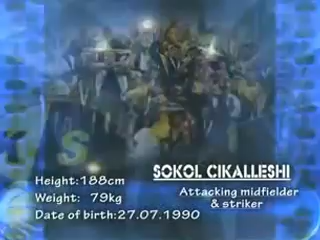 S
SOKOL CIKALLESHI
Height:188cm
Attacking midfielder
Weight: 79kg
& striker
Date of birth:27.07.1990